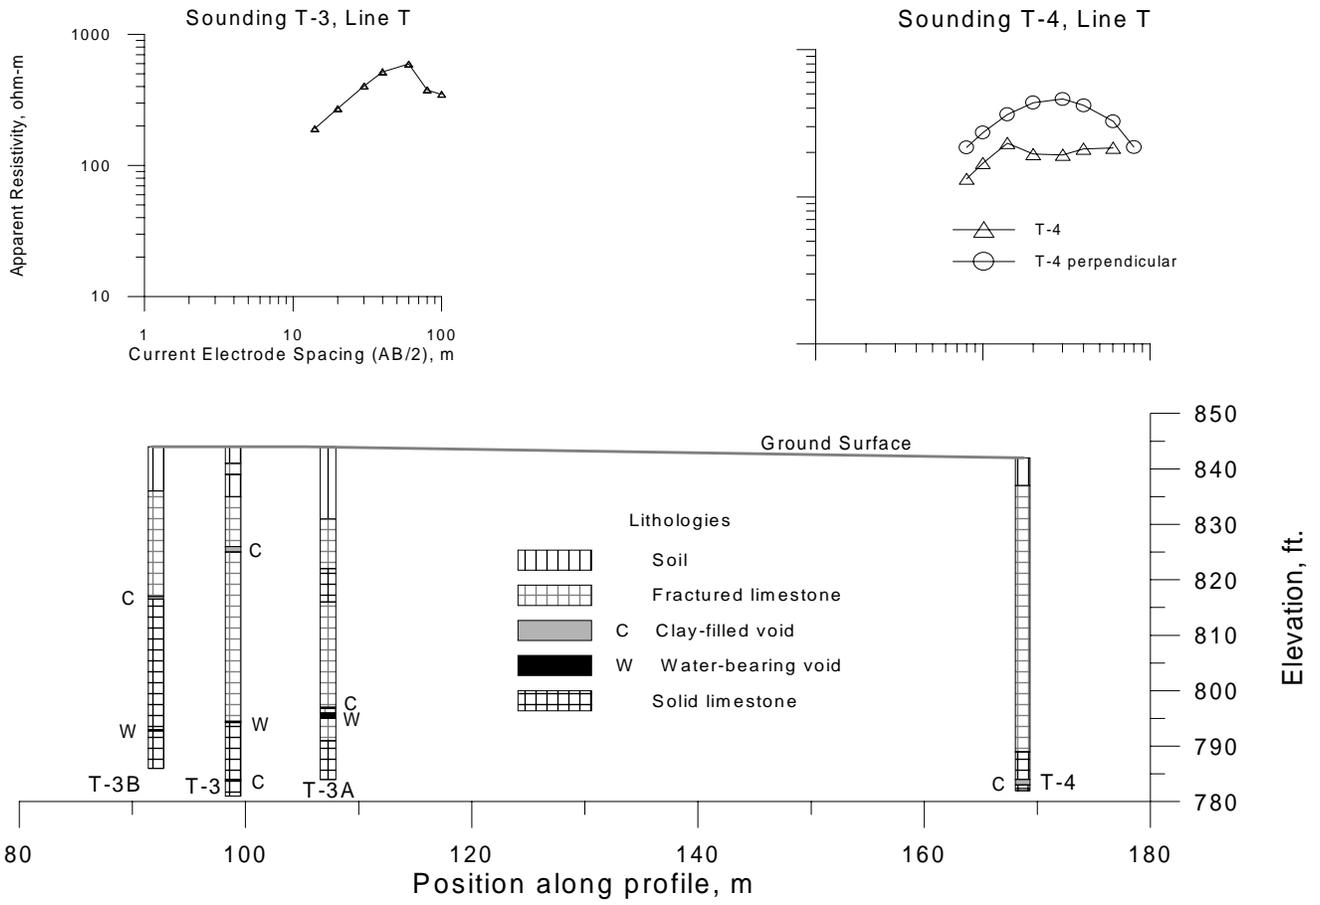 Sounding T-3, Line T
Sounding T-4, Line T
1000
100
10
Apparent Resistivity, ohm-m
1 10 100
Current Electrode Spacing (AB/2), m
T-4
T-4 perpendicular
Ground Surface
850
840
830
820
810
800
790
780
Elevation, ft.
Lithologies
Soil
Fractured limestone
C Clay-filled void
W Water-bearing void
Solid limestone
C
C
C
W
W
W
C
C
T-3B
T-3
T-3A
T-4
80 100 120 140 160 180
Position along profile, m